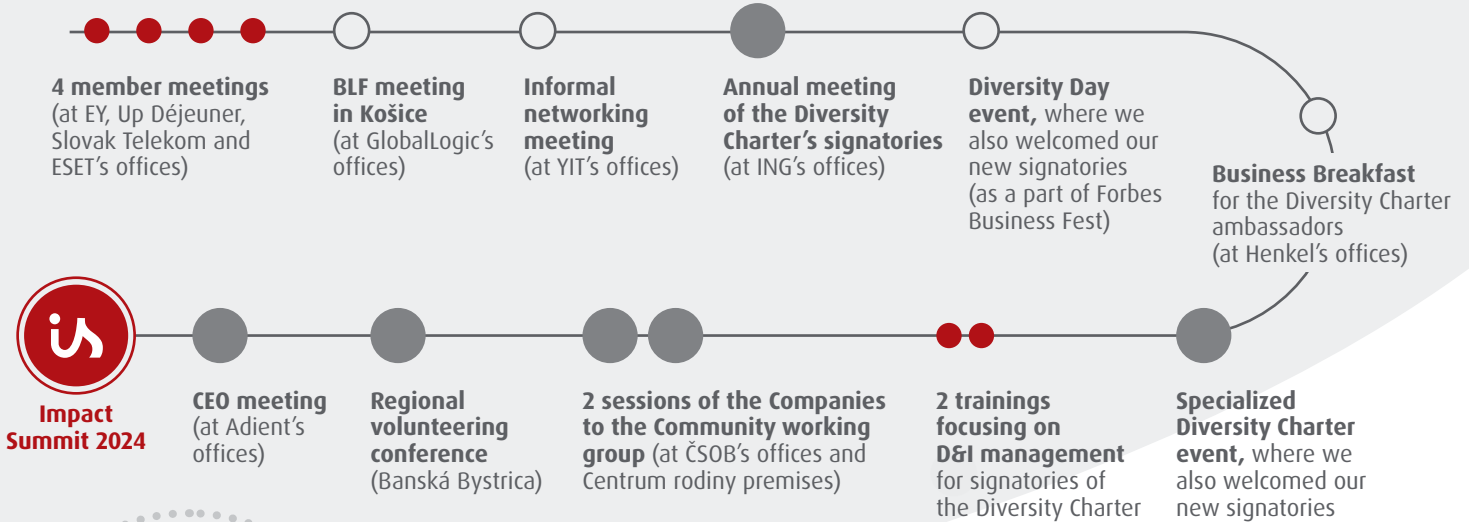 4 member meetings
(at EY, Up Déjeuner,
Slovak Telekom and
ESET's offices)
BLF meeting
in Košice
(at GlobalLogic's
offices)
Informal
networking
meeting
(at YIT's offices)
Annual meeting
of the Diversity
Charter's signatories
(at ING's offices)
Diversity Day
event, where we
also welcomed our
new signatories
(as a part of Forbes
Business Fest)
Business Breakfast
for the Diversity Charter
ambassadors
(at Henkel's offices)
is
Impact
Summit 2024
CEO meeting
(at Adient's
offices)
Regional
volunteering
conference
(Banská Bystrica)
2 sessions of the Companies
to the Community working
group (at ČSOB's offices and
Centrum rodiny premises)
2 trainings
focusing on
D&I management
for signatories of
the Diversity Charter
Specialized
Diversity Charter
event, where we
also welcomed our
new signatories